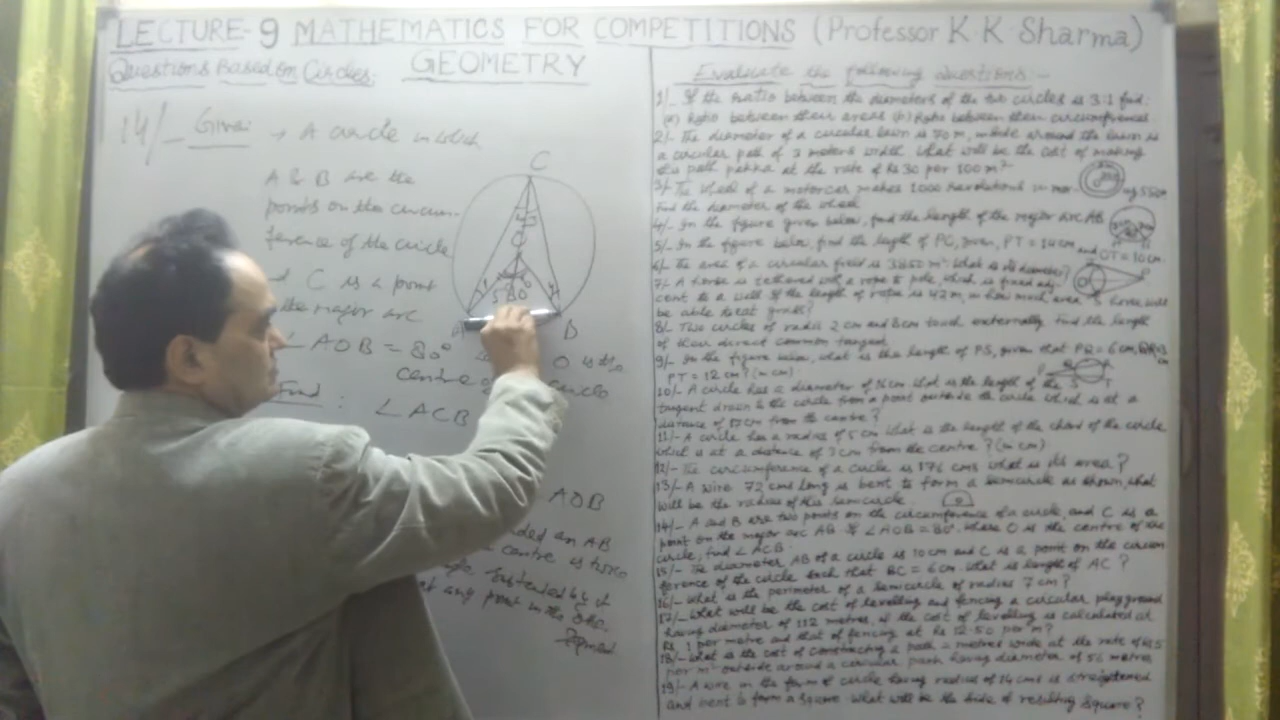 LECTURE-9 MATHEMATICS FOR COMPETITIONS (Professor K.K.Sharma)
Questions Based on Circles:
GEOMETRY
14/- Given: → A circle in which
A & B are the
points on the circum-
ference of the circle
C is a point
the major arc
∠AOB = 80°
O is the
centre of circle
Find : ∠ACB
AOB
AB
centre is twice
subtended by it
at any point in the
segment
C
O
80°
A
B
Evaluate the following questions:-
1/- If the ratio between the diameters of the two circles is 3:1 find:
(a) Ratio between their areas (b) Ratio between their circumferences.
2/- The diameter of a circular lawn is 70 m, outside around the lawn is
a circular path of 3 meters width. What will be the cost of making
this path pakka at the rate of Rs 30 per 100 m²
3/- The wheel of a motorcar makes 1000 revolutions in
Find the diameter of the wheel
4/- In the figure given below, find the length of the major arc AB
5/- In the figure below, find the length of PC, given, PT = 14 cm and OT = 10 cm.
6/- The area of a circular field is 3850 m². What is its diameter?
7/- A horse is tethered with a rope to pole, which is fixed adj-
cent to a wall. If the length of rope is 42 m, in how much area horse will
be able to eat grass?
8/- Two circles of radii 2 cm and 8 cm touch externally. Find the length
of their direct common tangent
9/- In the figure below, what is the length of PS, given that PQ = 6 cm,
PT = 12 cm? (in cm)
10/- A circle has a diameter of 16 cm. What is the length of the
tangent drawn to the circle from a point outside the circle which is at a
distance of 17 cm from the centre?
11/- A circle has a radius of 5 cm. What is the length of the chord of the circle
which is at a distance of 3 cm from the centre? (in cm)
12/- The circumference of a circle is 176 cms what is its area?
13/- A wire 72 cms long is bent to form a semicircle as shown, what
will be the radius of this semicircle.
14/- A and B are two points on the circumference of a circle and C is a
point on the major arc AB if ∠AOB = 80°. Where O is the centre of the
circle, find ∠ACB.
15/- The diameter AB of a circle is 10 cm and C is a point on the circum
ference of the circle such that BC = 6 cm. What is length of AC?
16/- What is the perimeter of a semicircle of radius 7 cm?
17/- What will be the cost of levelling and fencing a circular playground
having diameter of 112 metres, if the cost of levelling is calculated at
Rs. 1 per metre and that of fencing at Rs 12.50 per m?
18/- What is the cost of constructing a path 2 metres wide at the rate of Rs 5
per m² outside around a circular park having diameter of 56 metres
19/- A wire in the form of circle having radius of 14 cms is straightened
and bent to form a square. What will be the side of resulting square?